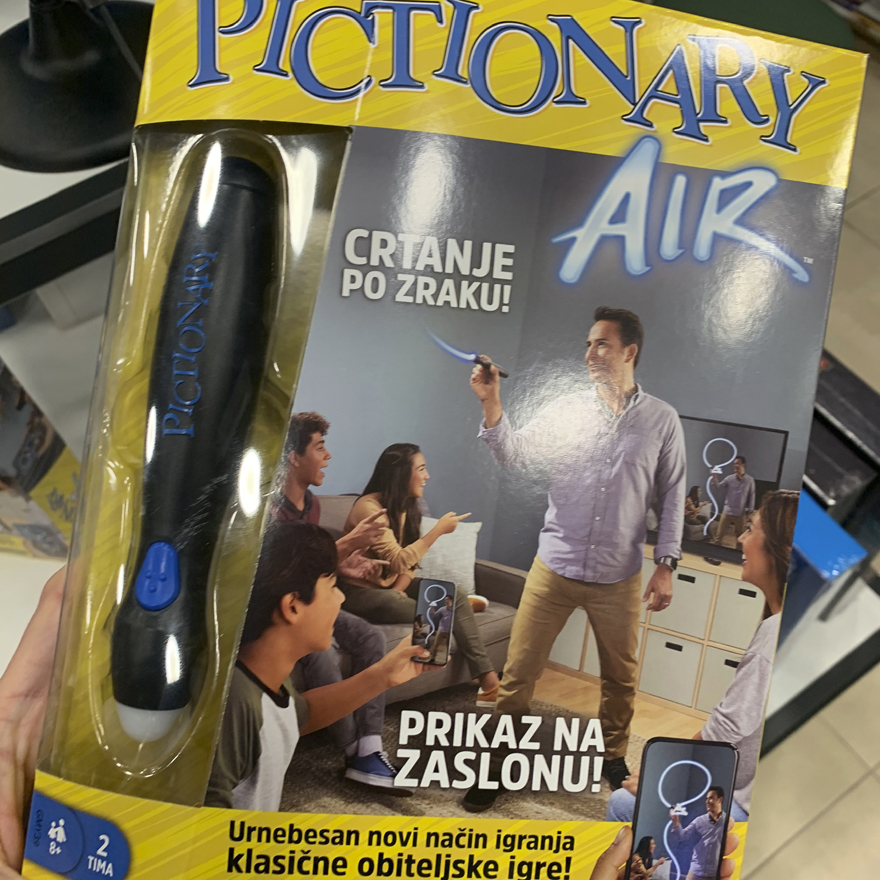 PICTIONARY
AIR
TM
CRTANJE
PO ZRAKU!
PICTIONARY
PRIKAZ NA
ZASLONU!
8+
2
TIMA
Urnebesan novi način igranja
klasične obiteljske igre!